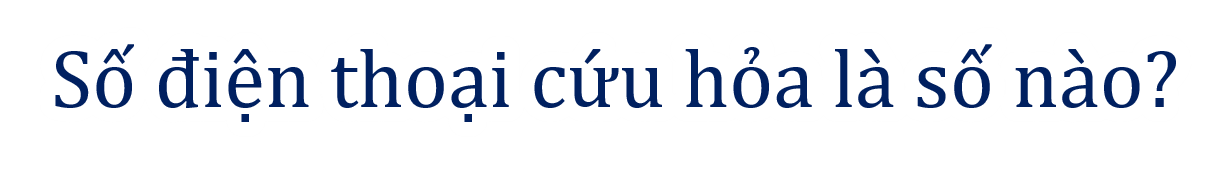 Số điện thoại cứu hỏa là số nào?